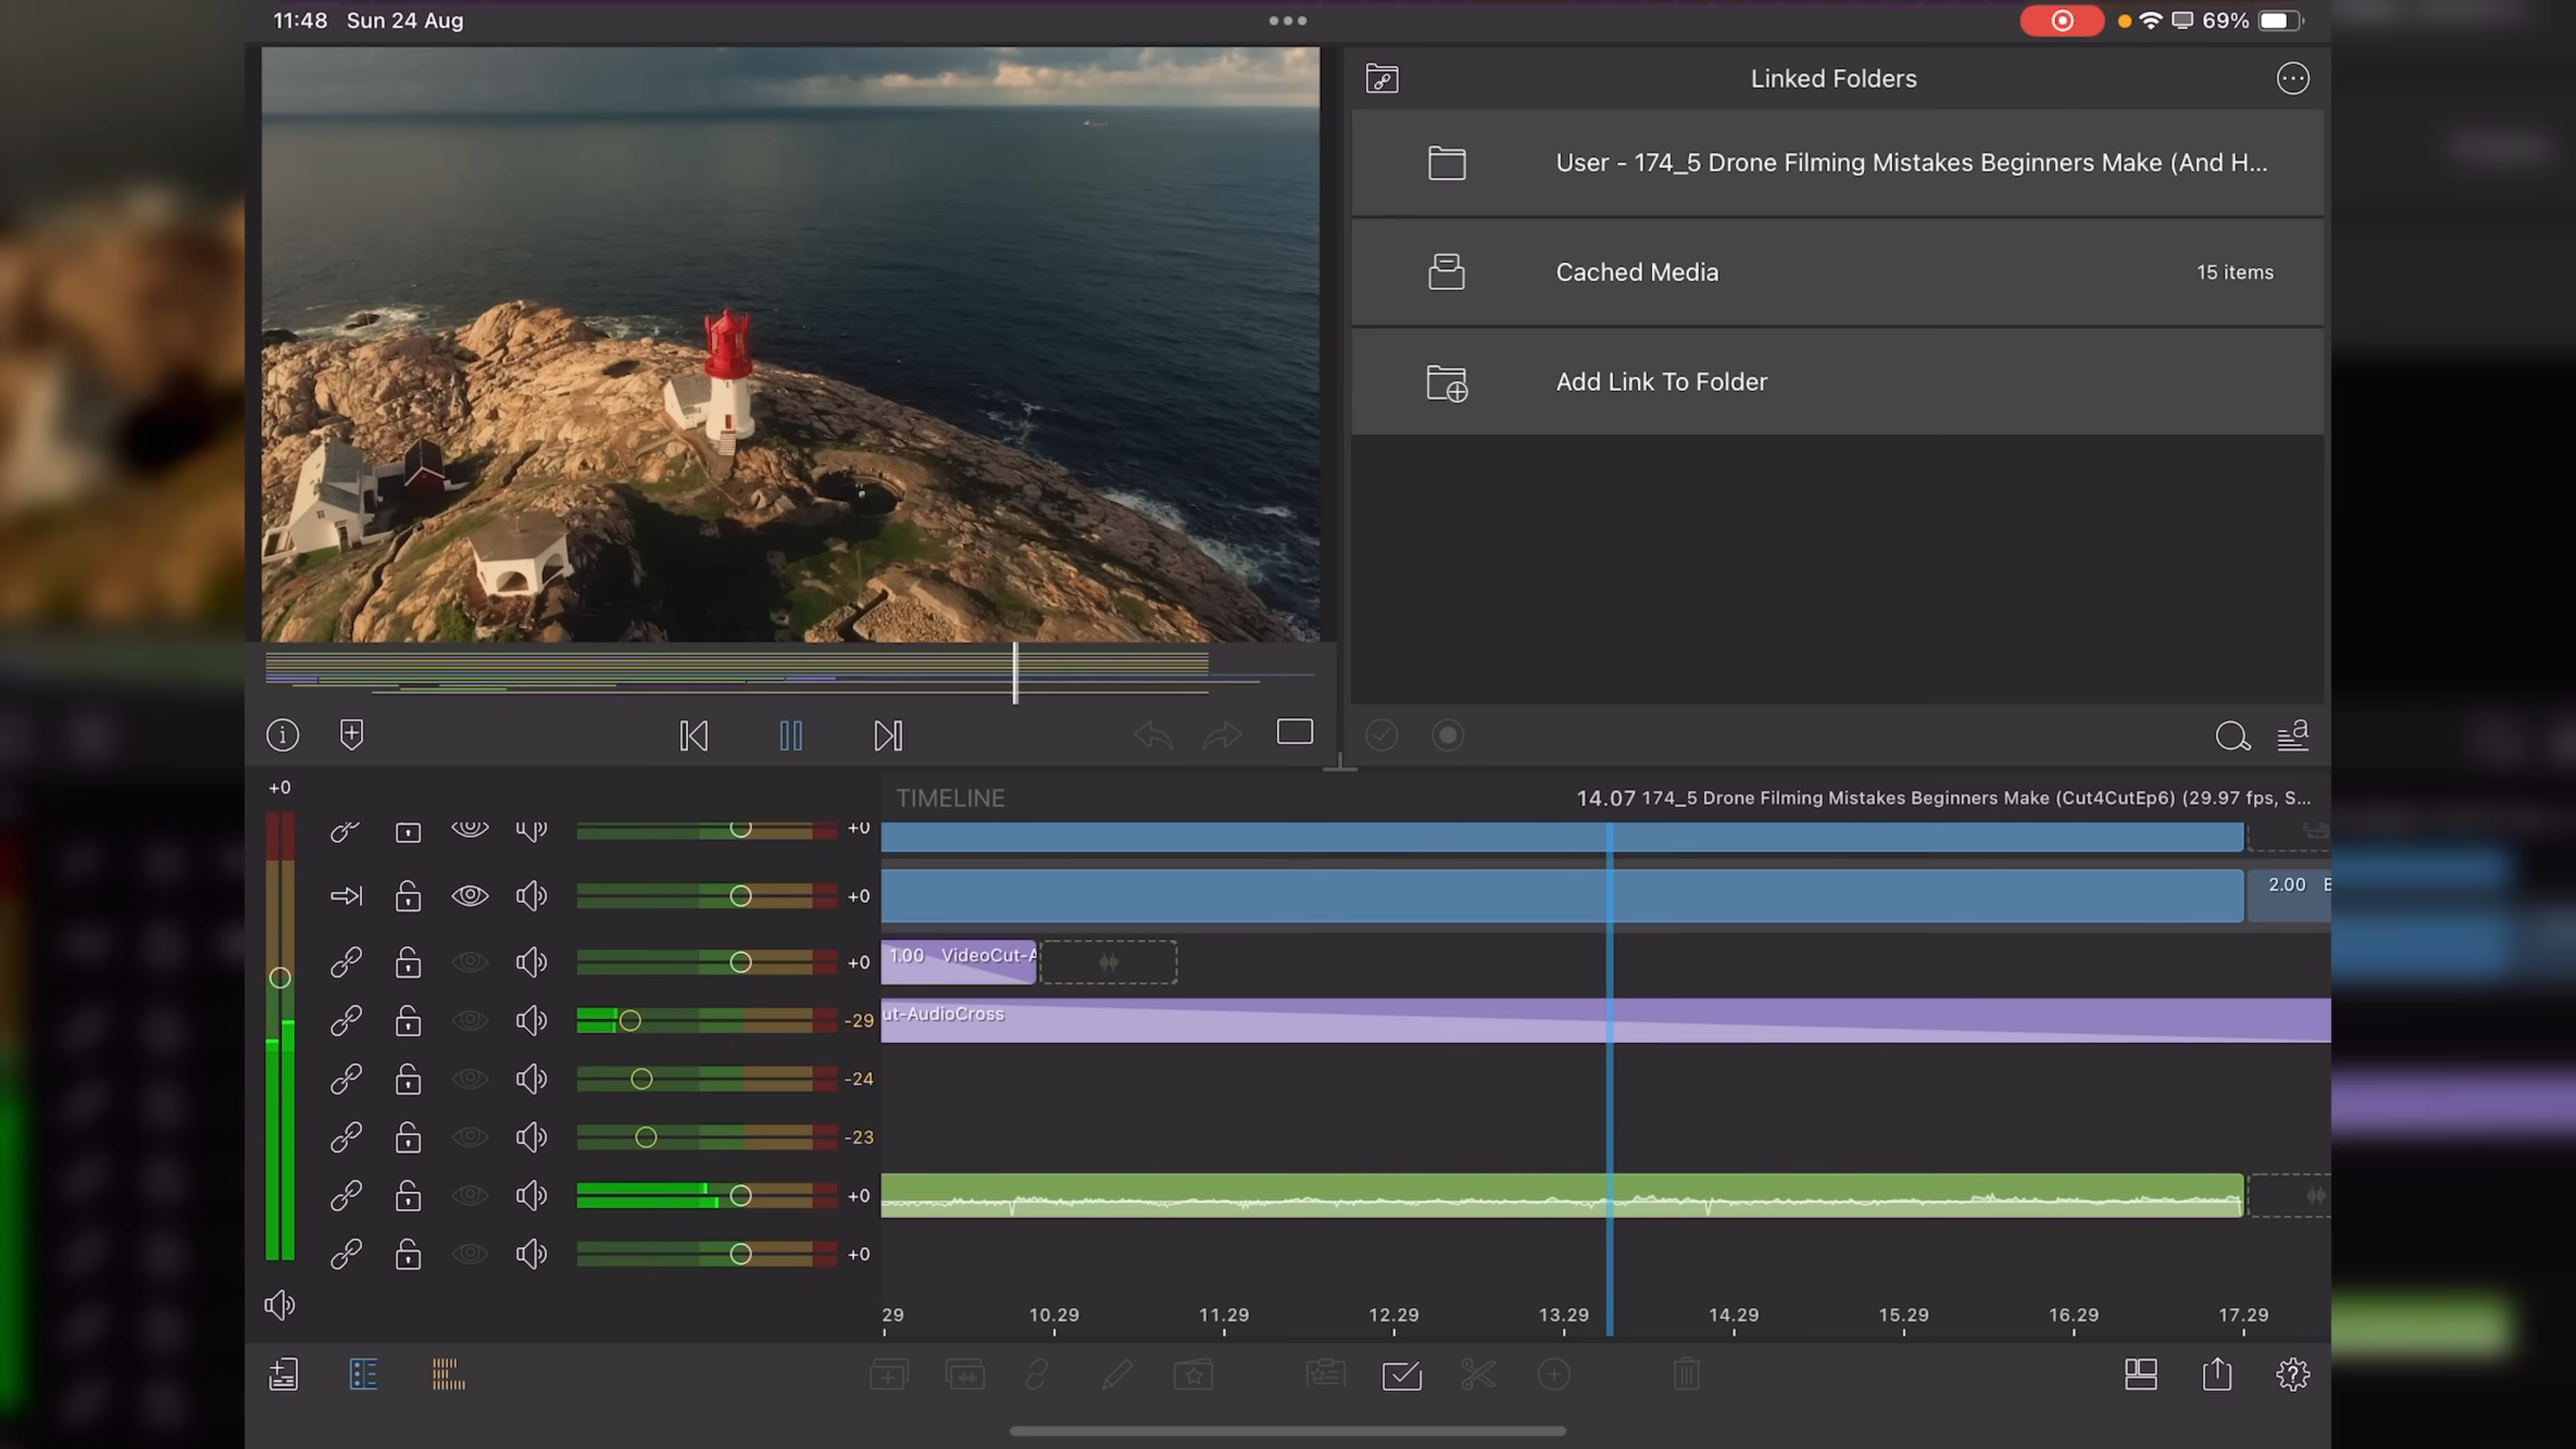 11:48 Sun 24 Aug
69%
Linked Folders
User - 174_5 Drone Filming Mistakes Beginners Make (And H...
Cached Media
15 items
Add Link To Folder
a
+0
TIMELINE
14.07 174_5 Drone Filming Mistakes Beginners Make (Cut4CutEp6) (29.97 fps, S...
+0
+0
2.00
+0
1.00 VideoCut-A
-29
ut-AudioCross
-24
-23
+0
+0
29 10.29 11.29 12.29 13.29 14.29 15.29 16.29 17.29